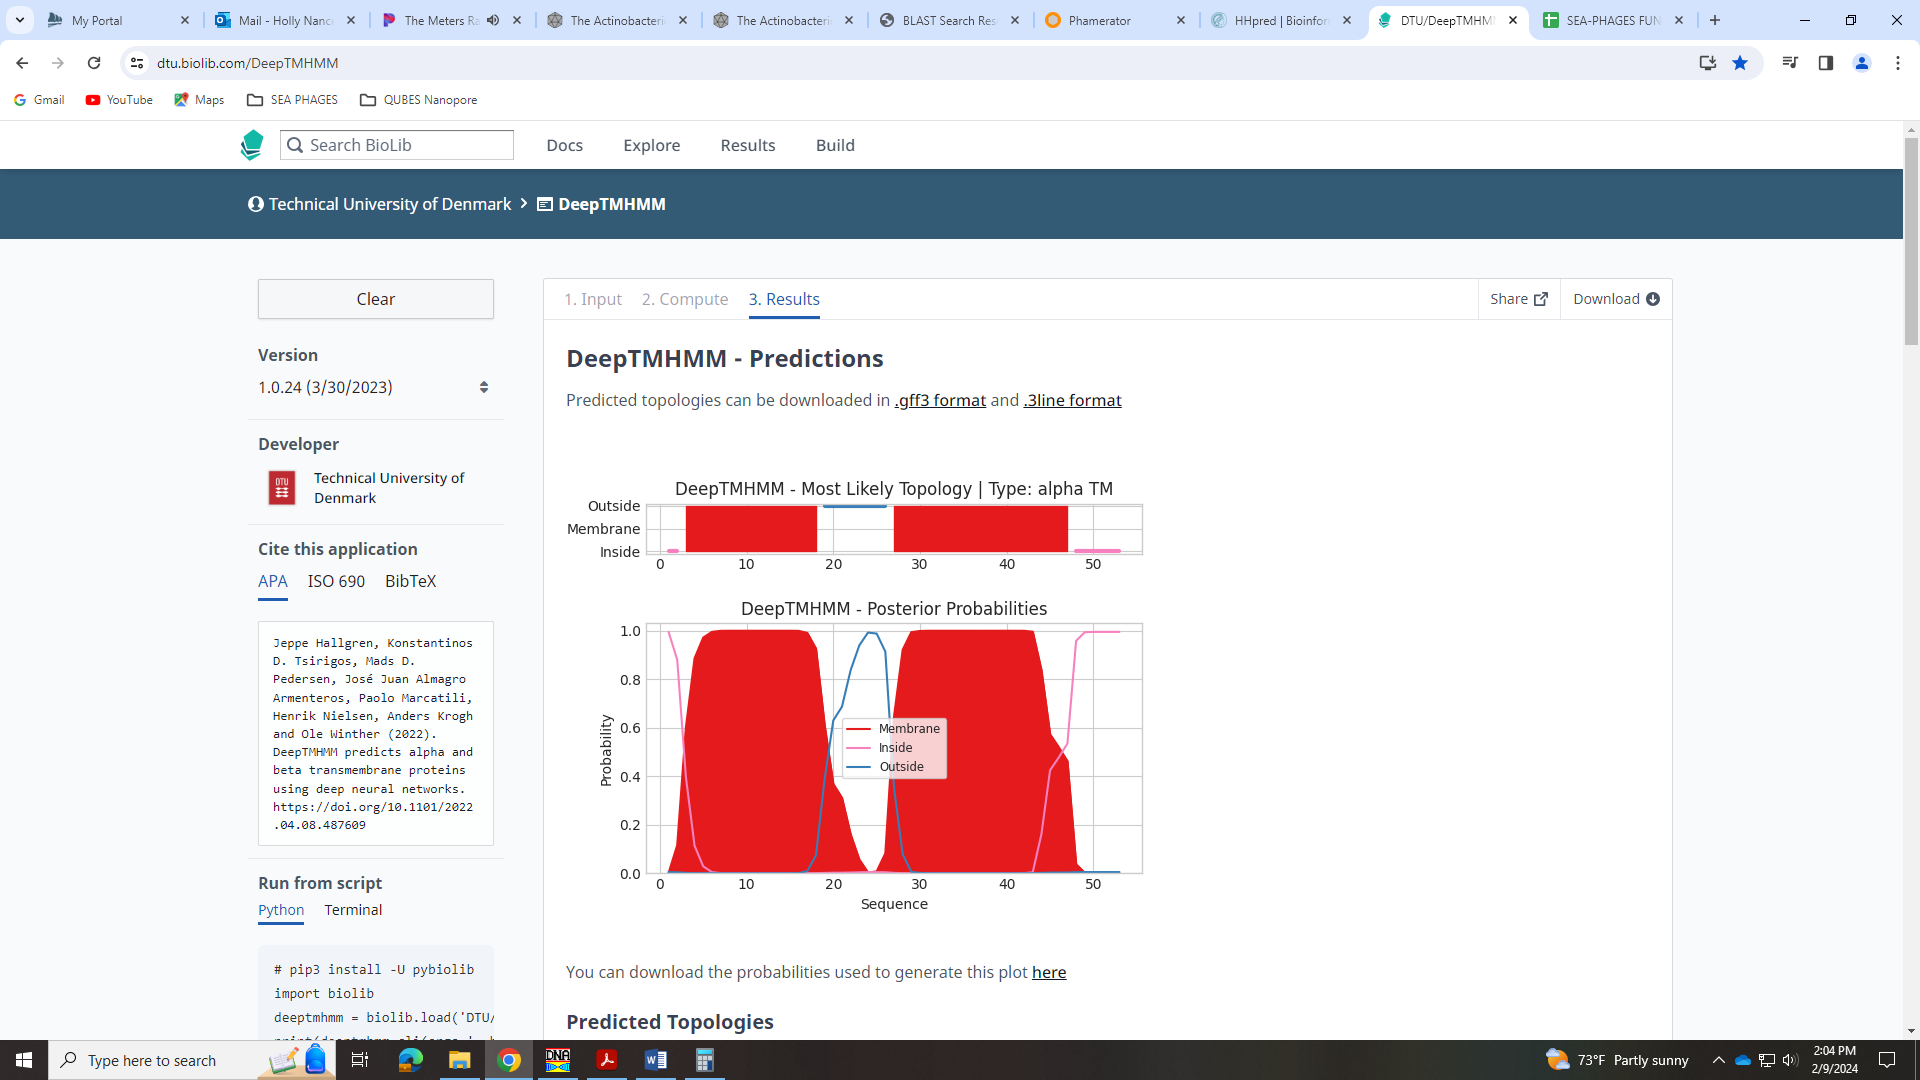 My Portal
Mail - Holly Nance
The Meters Ra
The Actinobacteri
The Actinobacteri
BLAST Search Res
Phamerator
HHpred | Bioinfor
DTU/DeepTMHM
SEA-PHAGES FUN
dtu.biolib.com/DeepTMHMM
Gmail
YouTube
Maps
SEA PHAGES
QUBES Nanopore
Search BioLib
Docs
Explore
Results
Build
Technical University of Denmark > DeepTMHMM
Clear
Version
1.0.24 (3/30/2023)
Developer
DTU
Technical University of
Denmark
Cite this application
APA
ISO 690
BibTeX
Jeppe Hallgren, Konstantinos
D. Tsirigos, Mads D.
Pedersen, José Juan Almagro
Armenteros, Paolo Marcatili,
Henrik Nielsen, Anders Krogh
and Ole Winther (2022).
DeepTMHMM predicts alpha and
beta transmembrane proteins
using deep neural networks.
https://doi.org/10.1101/2022
.04.08.487609
Run from script
Python
Terminal
# pip3 install -U pybiolib
import biolib
deeptmhmm = biolib.load('DTU/
1. Input
2. Compute
3. Results
Share
Download
DeepTMHMM - Predictions
Predicted topologies can be downloaded in .gff3 format and .3line format
DeepTMHMM - Most Likely Topology | Type: alpha TM
Outside
Membrane
Inside
0 10 20 30 40 50
DeepTMHMM - Posterior Probabilities
1.0
0.8
0.6
0.4
0.2
0.0
Probability
Membrane
Inside
Outside
0 10 20 30 40 50
Sequence
You can download the probabilities used to generate this plot here
Predicted Topologies
Type here to search
DNA
73°F Partly sunny
2:04 PM
2/9/2024